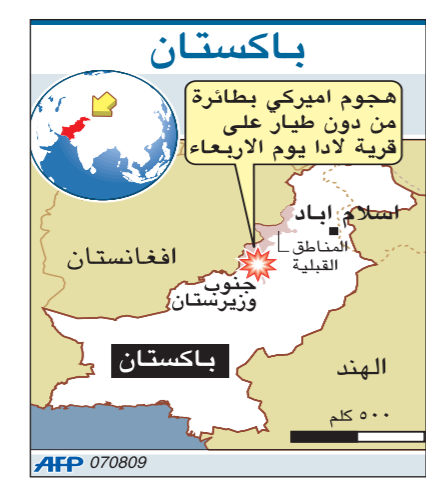 باكستان
هجوم اميركي بطائرة
من دون طيار على
قرية لادا يوم الاربعاء
اسلام اباد
المناطق
القبلية
افغانستان
جنوب
وزيرستان
باكستان
الهند
٥٠٠ كلم
AFP 070809